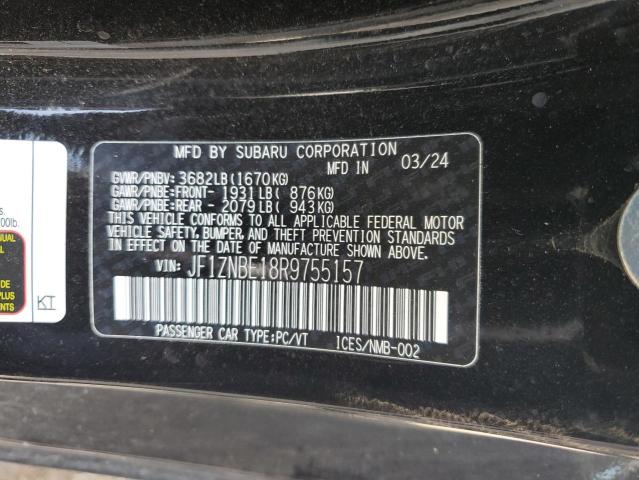 MFD BY SUBARU CORPORATION
MFD IN 03/24
GVWR/PNBV: 3682LB(1670KG)
GAWR/PNBE:FRONT- 1931LB( 876KG)
GAWR/PNBE:REAR - 2079LB( 943KG)
THIS VEHICLE CONFORMS TO ALL APPLICABLE FEDERAL MOTOR
VEHICLE SAFETY, BUMPER, AND THEFT PREVENTION STANDARDS
IN EFFECT ON THE DATE OF MANUFACTURE SHOWN ABOVE.
VIN: JF1ZNBE18R9755157
PASSENGER CAR TYPE:PC/VT ICES/NMB-002
00lb.
KT